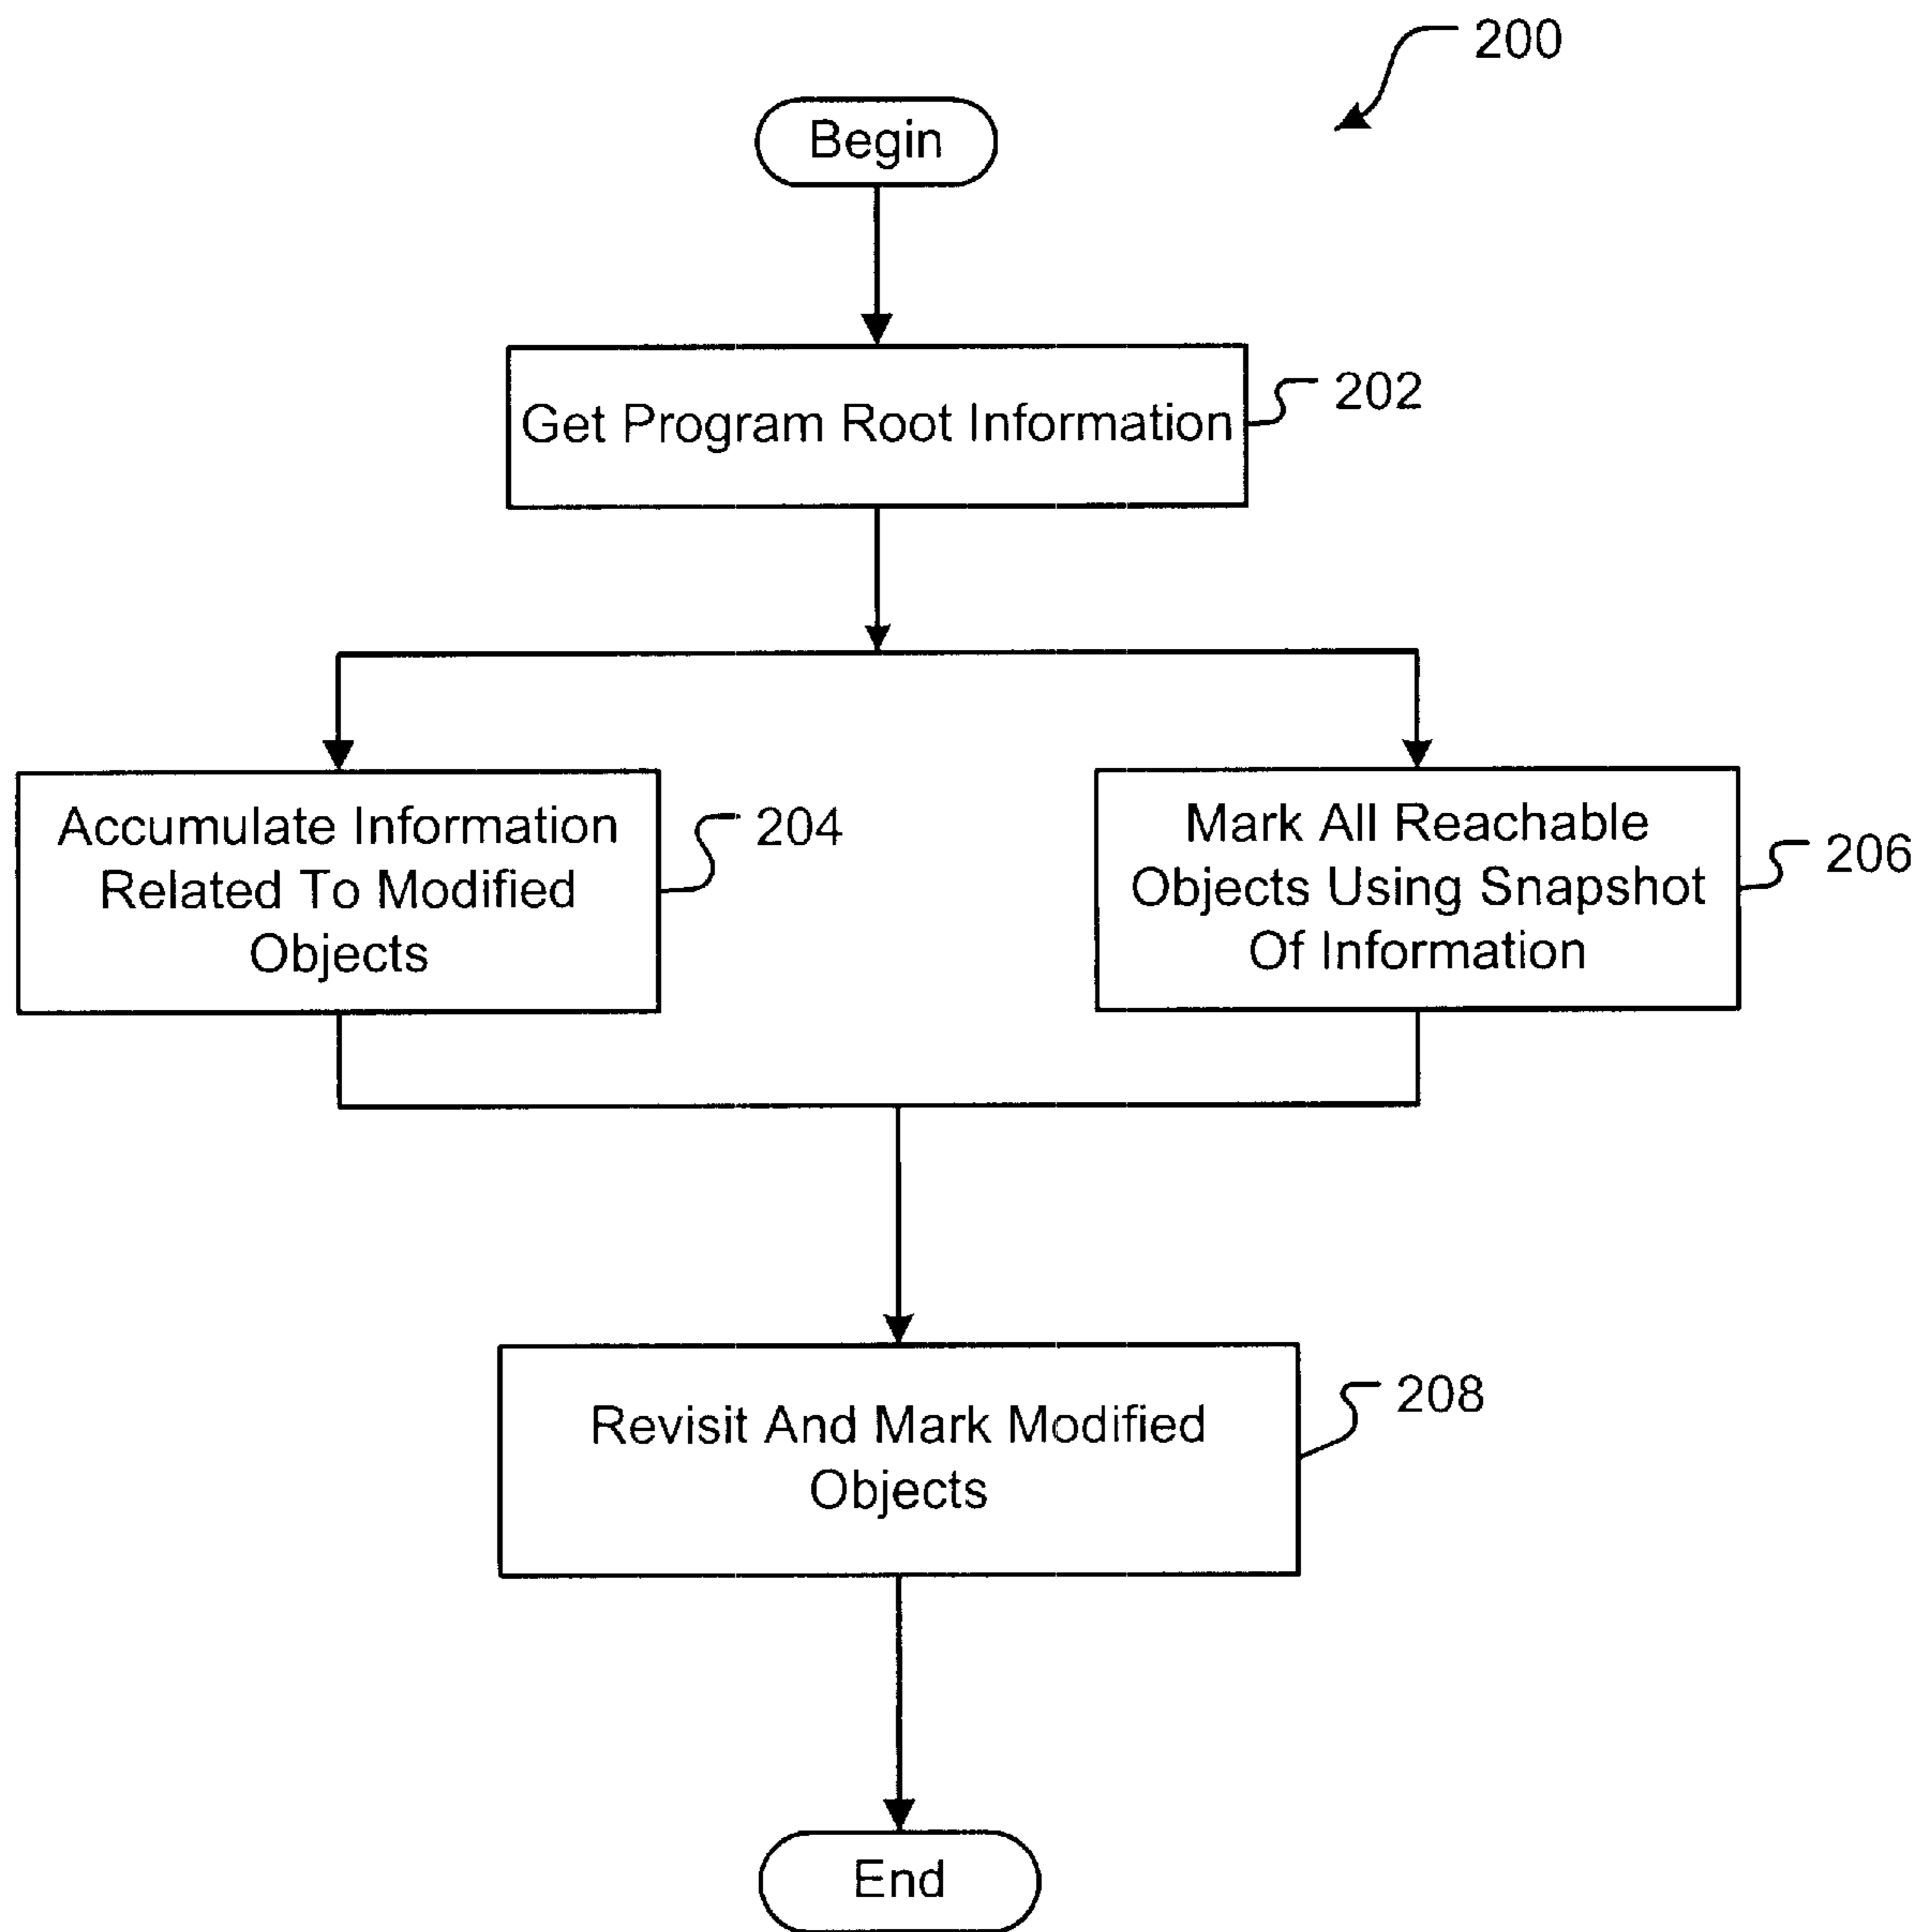 200
Begin
Get Program Root Information
202
Accumulate Information
Related To Modified
Objects
204
Mark All Reachable
Objects Using Snapshot
Of Information
206
Revisit And Mark Modified
Objects
208
End